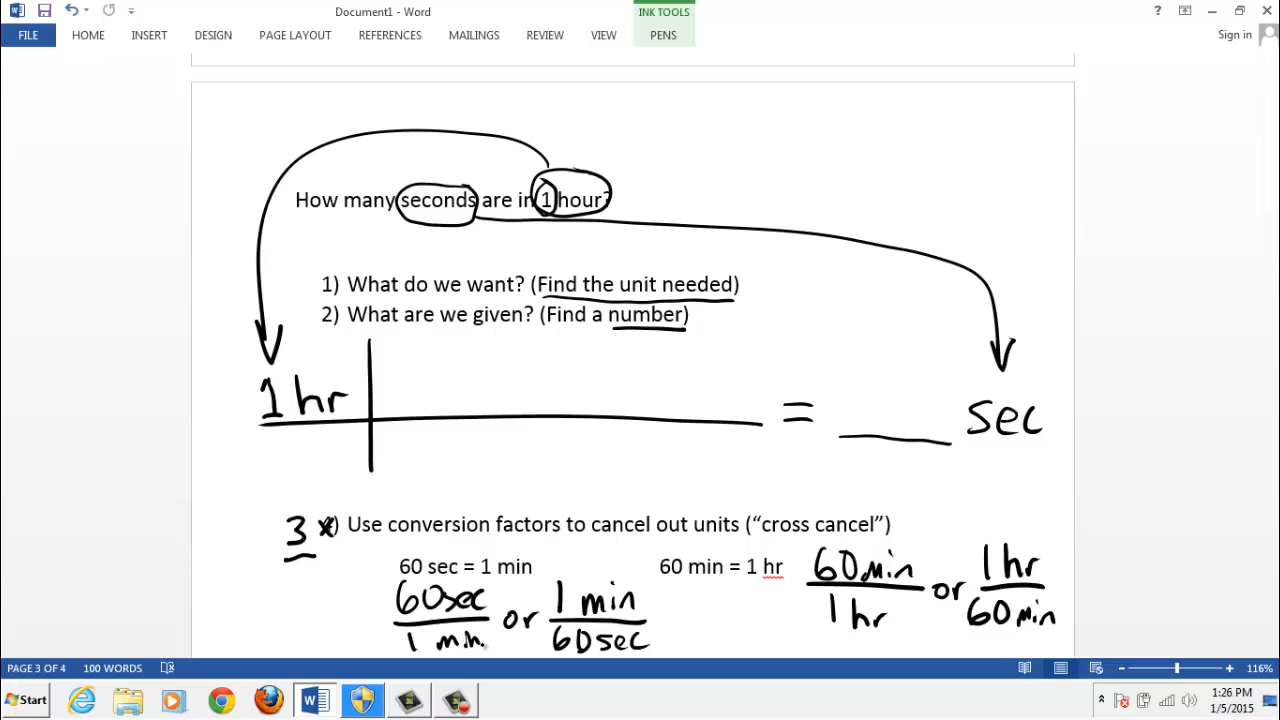 Document1 - Word
INK TOOLS
?
FILE HOME INSERT DESIGN PAGE LAYOUT REFERENCES MAILINGS REVIEW VIEW PENS Sign in
How many seconds are in 1 hour?
1) What do we want? (Find the unit needed)
2) What are we given? (Find a number)
1 hr = ___ sec
3 ) Use conversion factors to cancel out units (“cross cancel”)
60 sec = 1 min 60 min = 1 hr
60 sec or 1 min
1 min. 60 sec
60 min or 1 hr
1 hr 60 min
PAGE 3 OF 4 100 WORDS 116%
Start
1:26 PM
1/5/2015